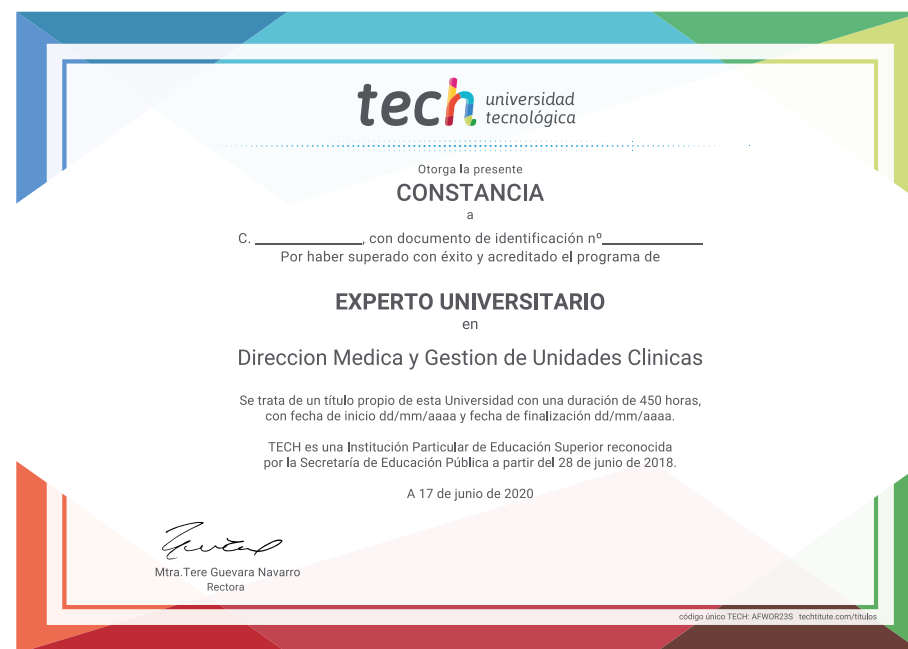 tech universidad
tecnológica
Otorga la presente
CONSTANCIA
a
C. ____________, con documento de identificación nº____________
Por haber superado con éxito y acreditado el programa de
EXPERTO UNIVERSITARIO
en
Direccion Medica y Gestion de Unidades Clinicas
Se trata de un título propio de esta Universidad con una duración de 450 horas,
con fecha de inicio dd/mm/aaaa y fecha de finalización dd/mm/aaaa.
TECH es una Institución Particular de Educación Superior reconocida
por la Secretaría de Educación Pública a partir del 28 de junio de 2018.
A 17 de junio de 2020
Mtra.Tere Guevara Navarro
Rectora
código único TECH: AFWOR23S techtitute.com/titulos